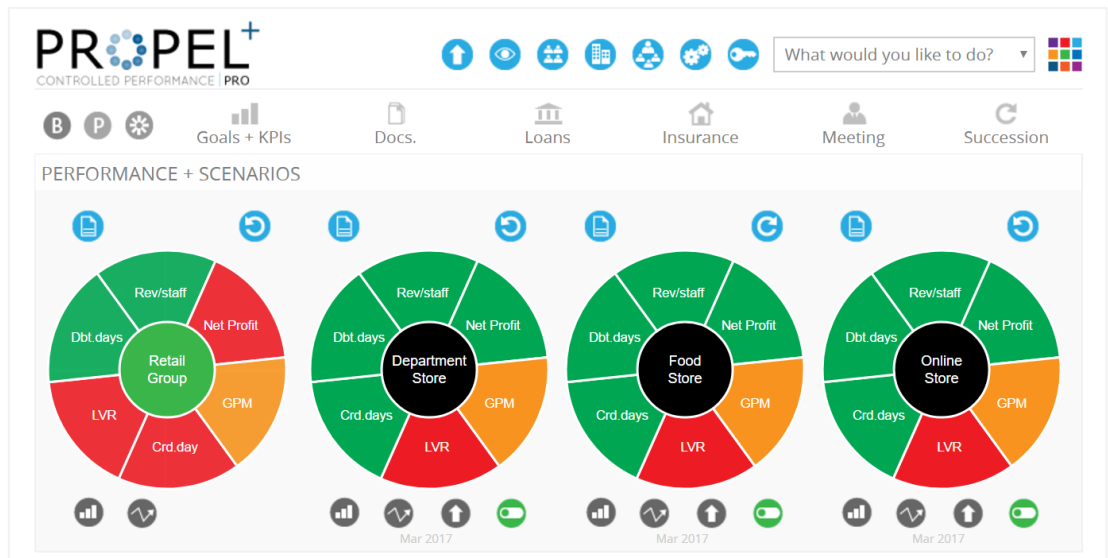 PROPEL+
CONTROLLED PERFORMANCE | PRO
What would you like to do?
B P
Goals + KPIs
Docs.
Loans
Insurance
Meeting
Succession
PERFORMANCE + SCENARIOS
Rev/staff
Net Profit
Dbt.days
Retail
Group
GPM
LVR
Crd.day
Rev/staff
Net Profit
Dbt.days
Department
Store
GPM
Crd.days
LVR
Mar 2017
Rev/staff
Net Profit
Dbt.days
Food
Store
GPM
Crd.days
LVR
Mar 2017
Rev/staff
Net Profit
Dbt.days
Online
Store
GPM
Crd.days
LVR
Mar 2017